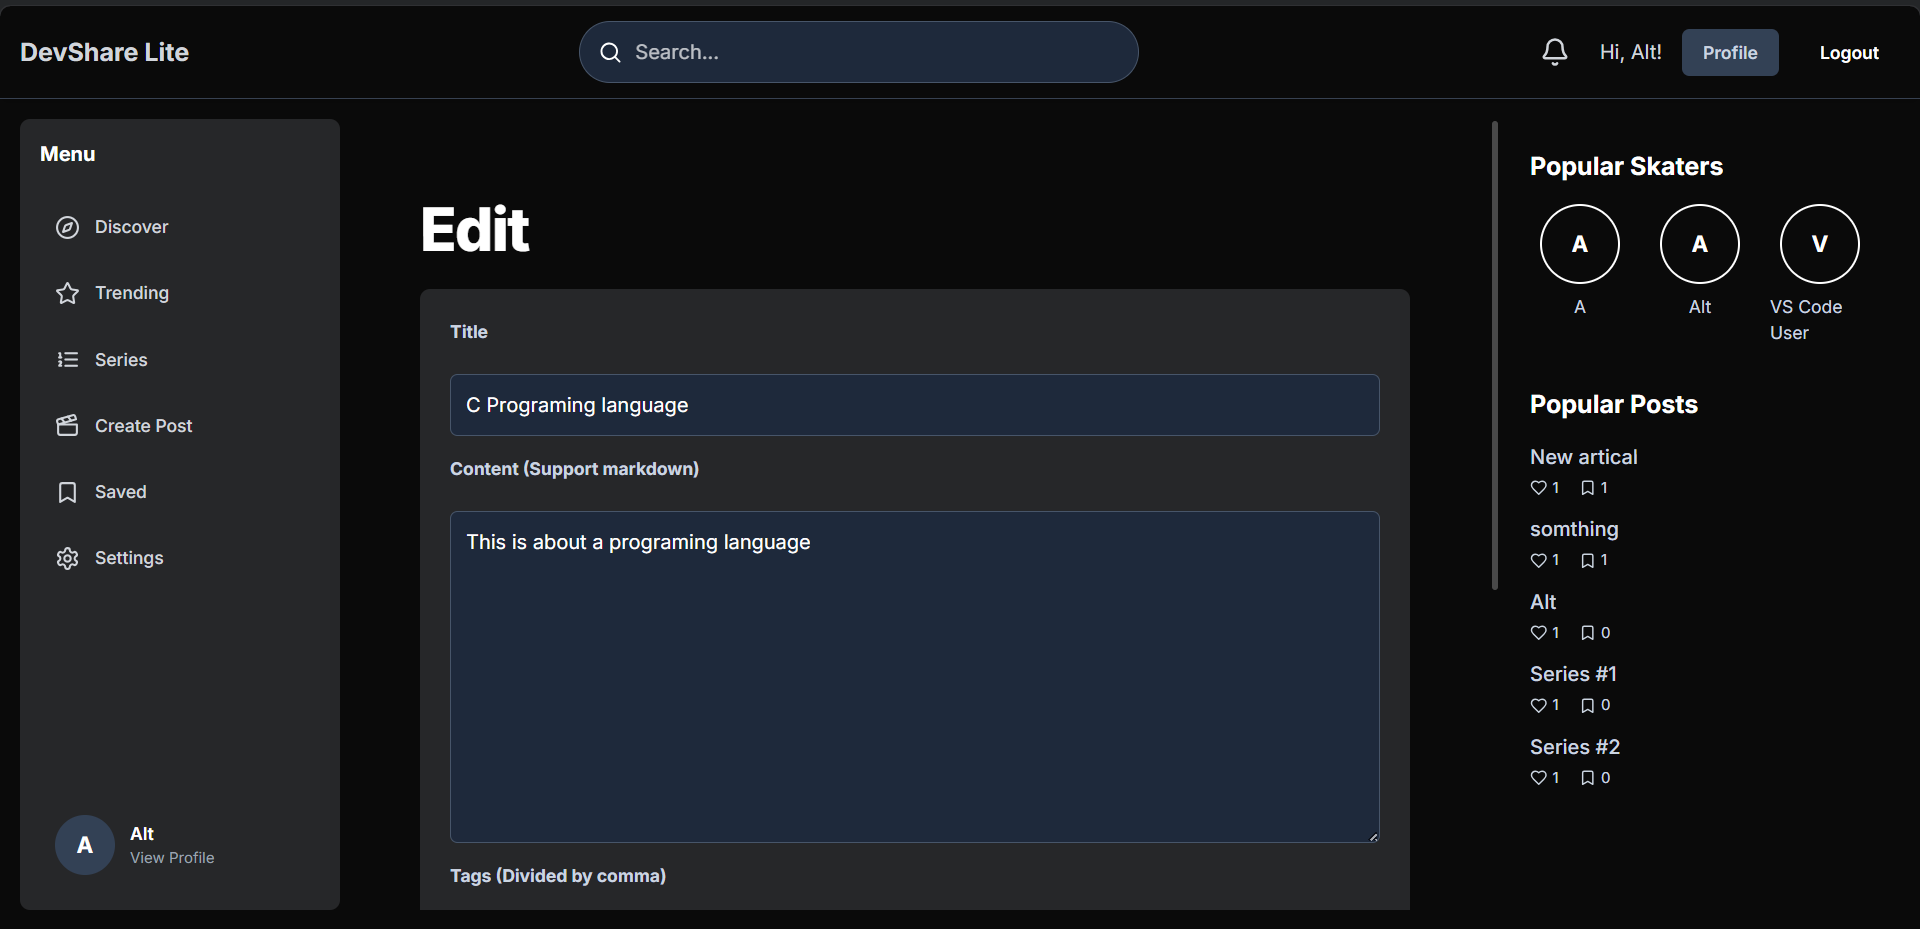 DevShare Lite
Search...
Hi, Alt!
Profile
Logout
Menu
Discover
Trending
Series
Create Post
Saved
Settings
A
Alt
View Profile
Edit
Title
C Programing language
Content (Support markdown)
This is about a programing language
Tags (Divided by comma)
Popular Skaters
A
A
V
A
Alt
VS Code
User
Popular Posts
New artical
1 1
somthing
1 1
Alt
1 0
Series #1
1 0
Series #2
1 0